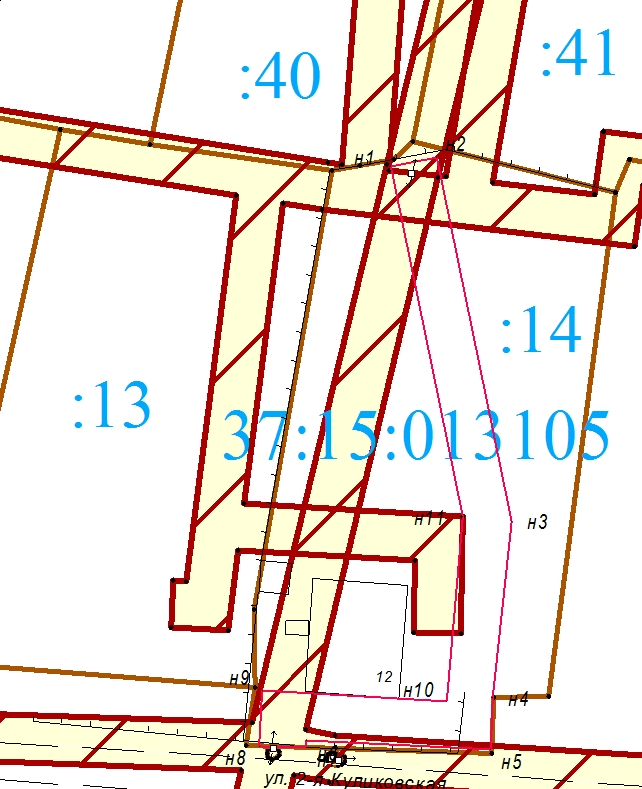 :40
:41
н1
н2
:14
:13
37:15:013105
н11
н3
12
н9
н10
н4
н8
н5
ул. 2-я Куликовская